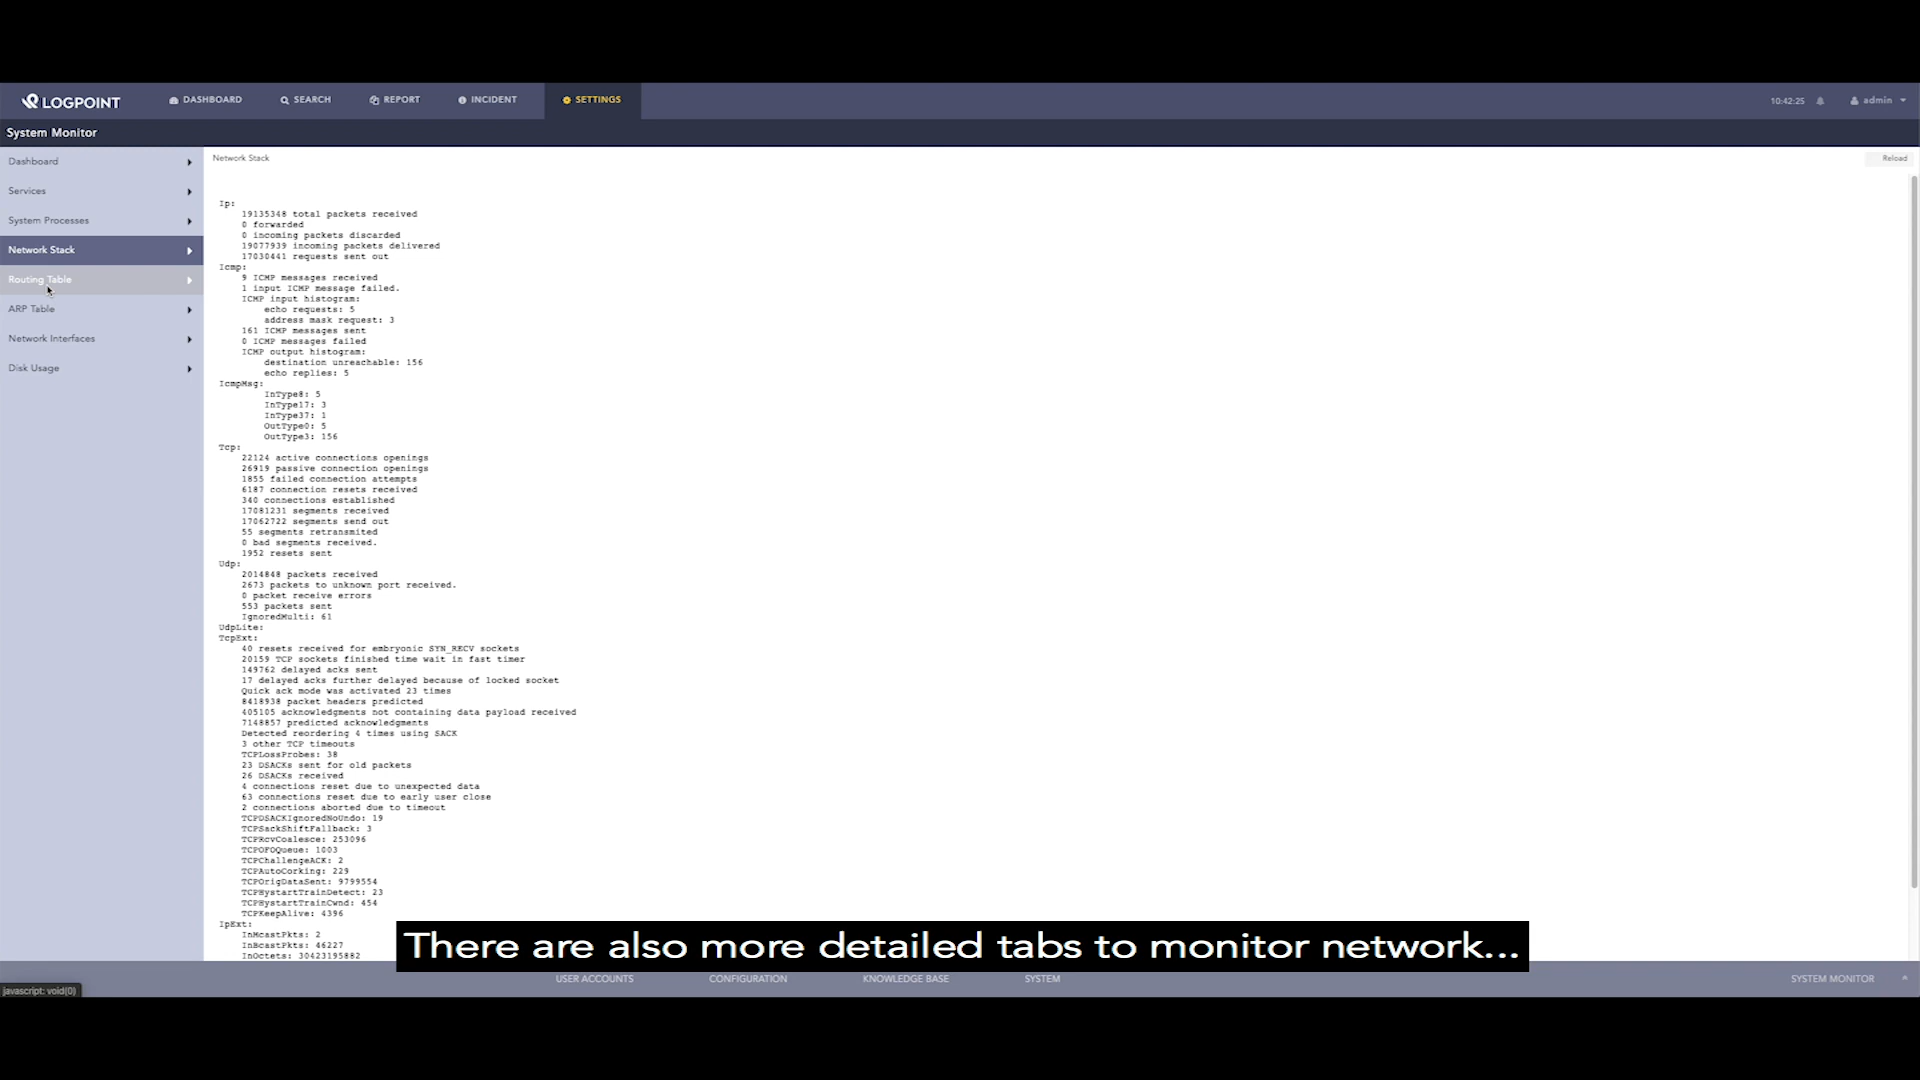 LOGPOINT DASHBOARD SEARCH REPORT INCIDENT SETTINGS 10:42:25 admin
System Monitor
Dashboard
Services
System Processes
Network Stack
Routing Table
ARP Table
Network Interfaces
Disk Usage
Network Stack Reload
Ip:
19135348 total packets received
0 forwarded
0 incoming packets discarded
19077939 incoming packets delivered
17030441 requests sent out
Icmp:
9 ICMP messages received
1 input ICMP message failed.
ICMP input histogram:
echo requests: 5
address mask request: 3
161 ICMP messages sent
0 ICMP messages failed
ICMP output histogram:
destination unreachable: 156
echo replies: 5
IcmpMsg:
InType8: 5
InType17: 3
InType37: 1
OutType0: 5
OutType3: 156
Tcp:
22124 active connections openings
26919 passive connection openings
1855 failed connection attempts
6187 connection resets received
340 connections established
17081231 segments received
17062722 segments send out
55 segments retransmited
0 bad segments received.
1952 resets sent
Udp:
2014848 packets received
2673 packets to unknown port received.
0 packet receive errors
553 packets sent
IgnoredMulti: 61
UdpLite:
TcpExt:
40 resets received for embryonic SYN_RECV sockets
20159 TCP sockets finished time wait in fast timer
149762 delayed acks sent
17 delayed acks further delayed because of locked socket
Quick ack mode was activated 23 times
8418938 packet headers predicted
405105 acknowledgments not containing data payload received
7148857 predicted acknowledgments
Detected reordering 4 times using SACK
3 other TCP timeouts
TCPLossProbes: 38
23 DSACKs sent for old packets
26 DSACKs received
4 connections reset due to unexpected data
63 connections reset due to early user close
2 connections aborted due to timeout
TCPDSACKIgnoredNoUndo: 19
TCPSackShiftFallback: 3
TCPRcvCoalesce: 253096
TCPOFOQueue: 1003
TCPChallengeACK: 2
TCPAutoCorking: 229
TCPOrigDataSent: 9799554
TCPHystartTrainDetect: 23
TCPHystartTrainCwnd: 454
TCPKeepAlive: 4396
IpExt:
InMcastPkts: 2
InBcastPkts: 46227
InOctets: 30423195882
There are also more detailed tabs to monitor network...
USER ACCOUNTS CONFIGURATION KNOWLEDGE BASE SYSTEM SYSTEM MONITOR
javascript: void(0)